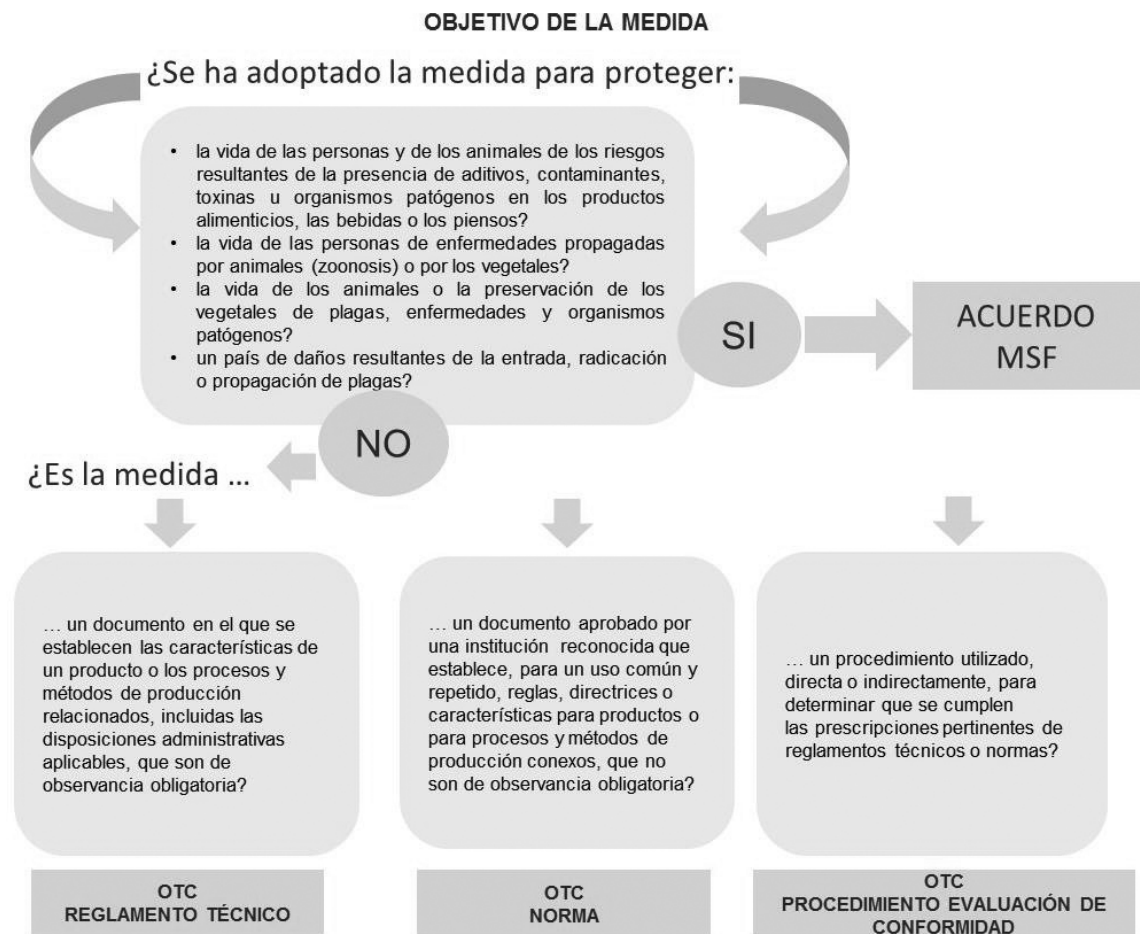 OBJETIVO DE LA MEDIDA
¿Se ha adoptado la medida para proteger:
• la vida de las personas y de los animales de los riesgos
resultantes de la presencia de aditivos, contaminantes,
toxinas u organismos patógenos en los productos
alimenticios, las bebidas o los piensos?
• la vida de las personas de enfermedades propagadas
por animales (zoonosis) o por los vegetales?
• la vida de los animales o la preservación de los
vegetales de plagas, enfermedades y organismos
patógenos?
• un país de daños resultantes de la entrada, radicación
o propagación de plagas?
SI
ACUERDO
MSF
NO
¿Es la medida ...
... un documento en el que se
establecen las características de
un producto o los procesos y
métodos de producción
relacionados, incluidas las
disposiciones administrativas
aplicables, que son de
observancia obligatoria?
... un documento aprobado por
una institución reconocida que
establece, para un uso común y
repetido, reglas, directrices o
características para productos o
para procesos y métodos de
producción conexos, que no
son de observancia obligatoria?
... un procedimiento utilizado,
directa o indirectamente, para
determinar que se cumplen
las prescripciones pertinentes de
reglamentos técnicos o normas?
OTC
REGLAMENTO TÉCNICO
OTC
NORMA
OTC
PROCEDIMIENTO EVALUACIÓN DE
CONFORMIDAD